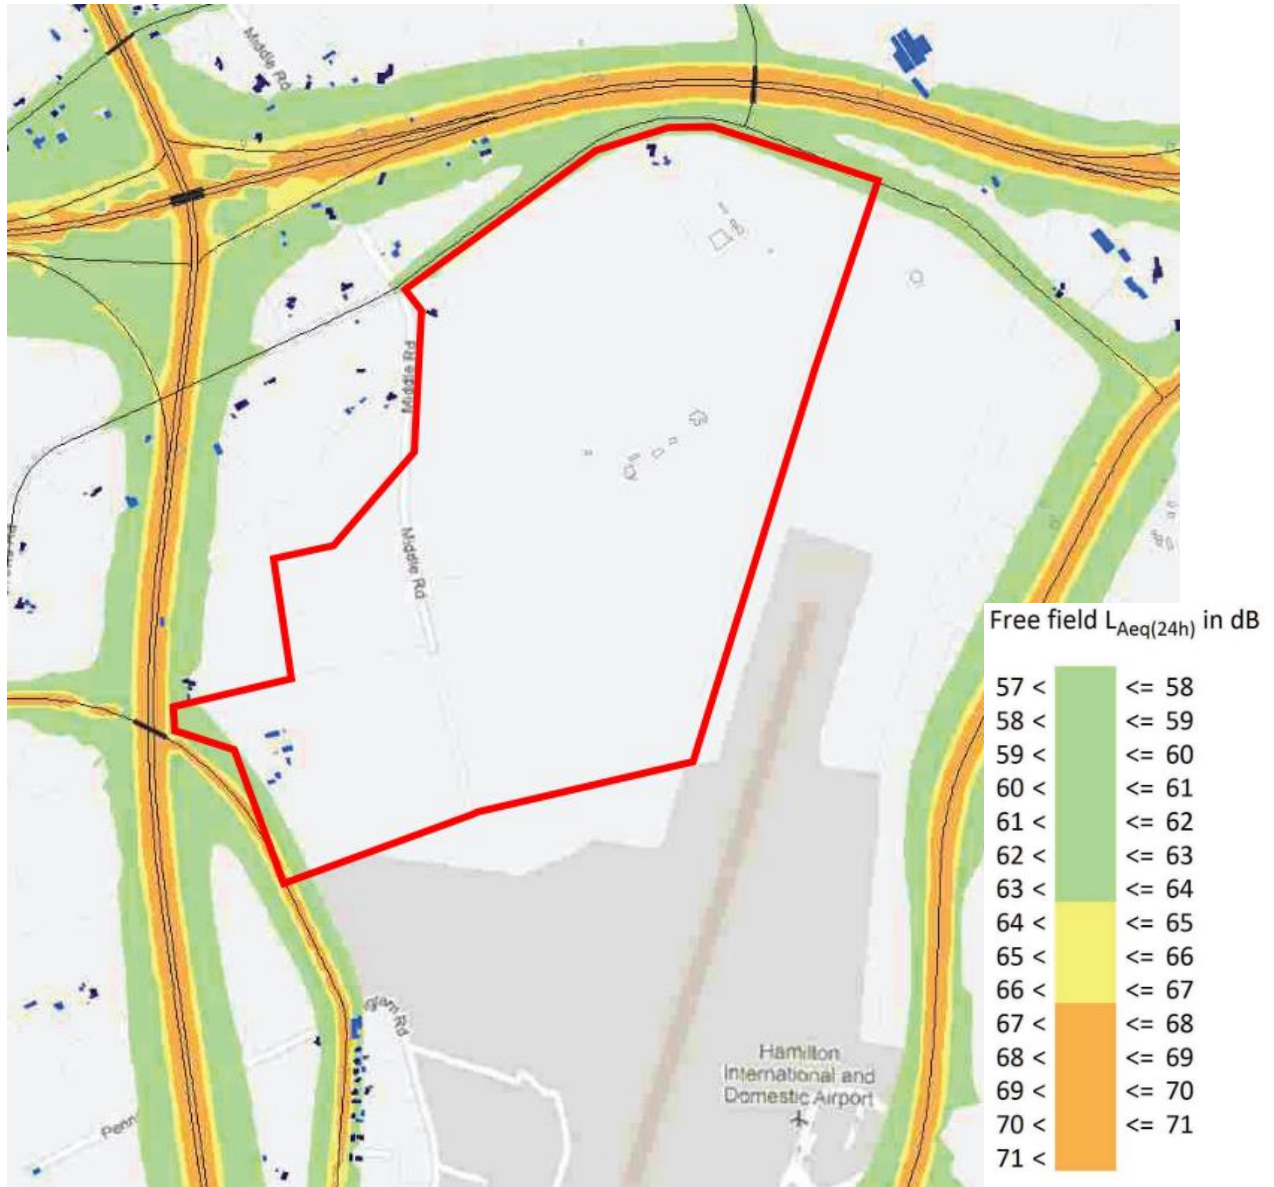 Middle Rd
Middle Rd
Middle Rd
Free field LAeq(24h) in dB
57 < <= 58
58 < <= 59
59 < <= 60
60 < <= 61
61 < <= 62
62 < <= 63
63 < <= 64
64 < <= 65
65 < <= 66
66 < <= 67
67 < <= 68
68 < <= 69
69 < <= 70
70 < <= 71
71 <
Rd
Hamilton
International and
Domestic Airport
Penn